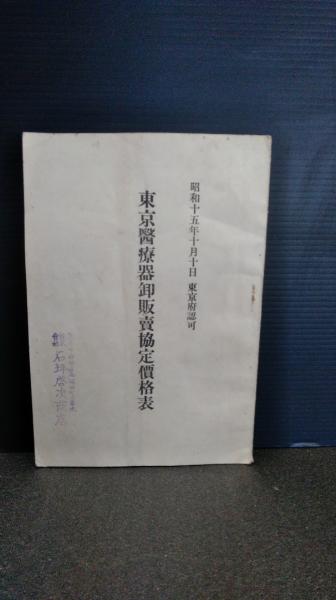 昭和十五年十月十日 東京府認可
東京醫療器卸販賣協定價格表